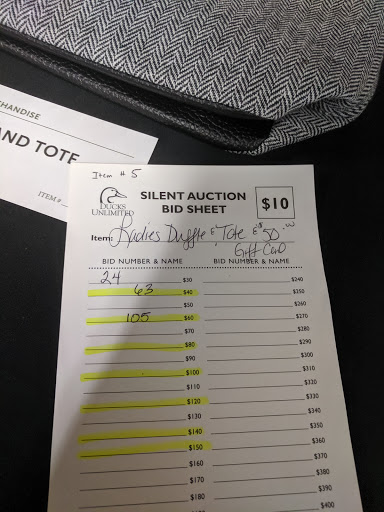 CHANDISE
AND TOTE
ITEM #
Item # 5
DUCKS
UNLIMITED
SILENT AUCTION
BID SHEET
$10
Item: Ladies Duffle & Tote & $50
Gift Card
BID NUMBER & NAME BID NUMBER & NAME
24 $30 $240
63 $40 $250
$50 $260
105 $60 $270
$70 $280
$80 $290
$90 $300
$100 $310
$110 $320
$120 $330
$130 $340
$140 $350
$150 $360
$160 $370
$170 $380
$180 $390
$400